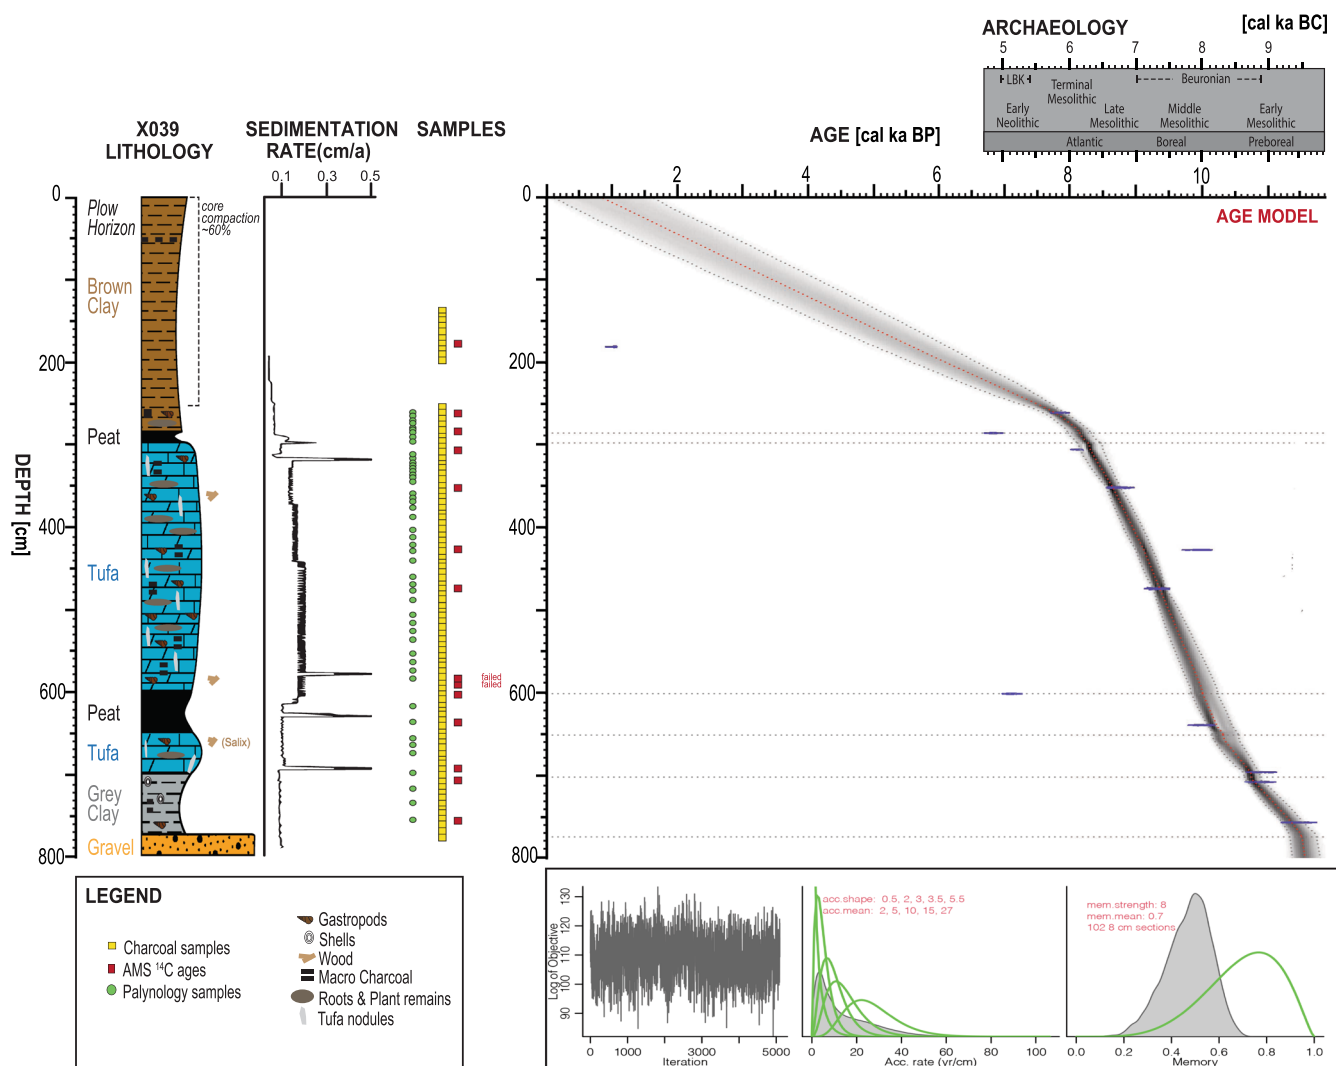 ARCHAEOLOGY [cal ka BC]
5 6 7 8 9
LBK Beuronian
Terminal
Mesolithic
Early
Neolithic
Late
Mesolithic
Middle
Mesolithic
Early
Mesolithic
Atlantic Boreal Preboreal
X039
LITHOLOGY
SEDIMENTATION
RATE(cm/a)
SAMPLES
AGE [cal ka BP]
0.1 0.3 0.5
2 4 6 8 10
AGE MODEL
DEPTH [cm]
0
200
400
600
800
Plow
Horizon
core
compaction
~60%
Brown
Clay
Peat
Tufa
Peat
Tufa
(Salix)
Grey
Clay
Gravel
failed
failed
0
200
400
600
800
LEGEND
Charcoal samples
AMS 14C ages
Palynology samples
Gastropods
Shells
Wood
Macro Charcoal
Roots & Plant remains
Tufa nodules
Log of Objective
90 100 110 120 130
0 1000 3000 5000
Iteration
acc.shape: 0.5, 2, 3, 3.5, 5.5
acc.mean: 2, 5, 10, 15, 27
0 20 40 60 80 100
Acc. rate (yr/cm)
mem.strength: 8
mem.mean: 0.7
102 8 cm sections
0.0 0.2 0.4 0.6 0.8 1.0
Memory